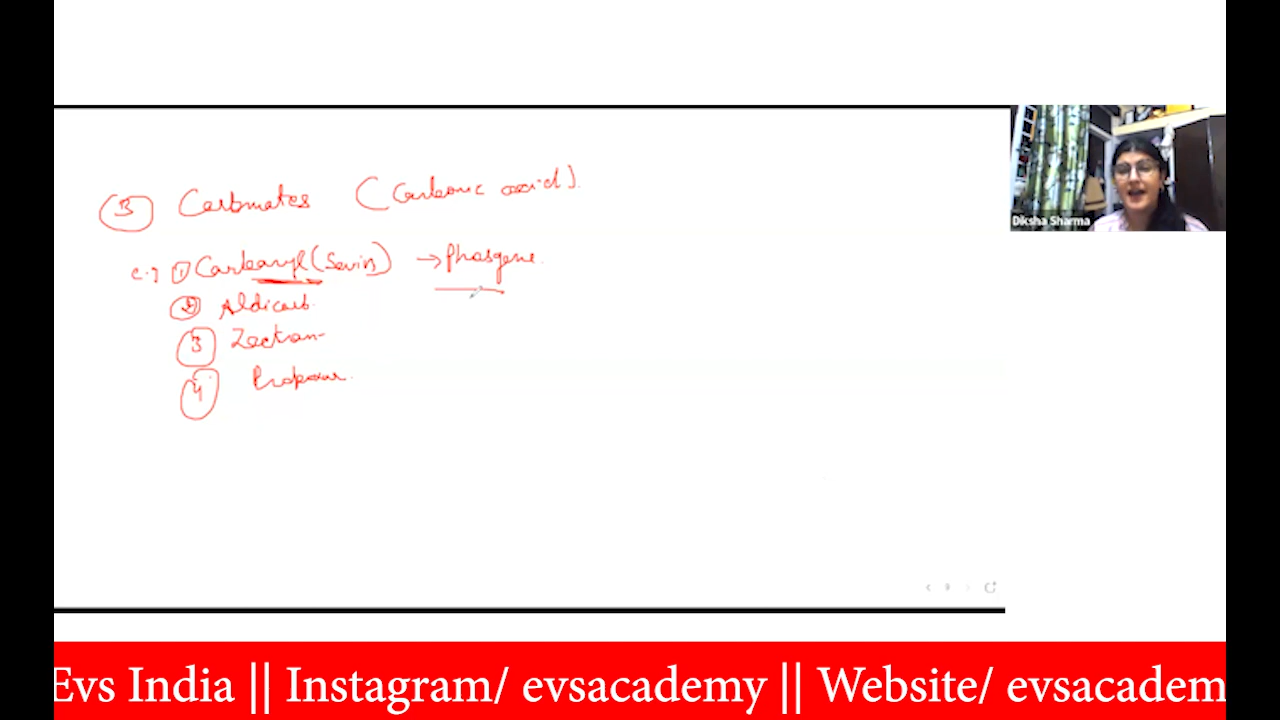 3 Carbmates (Carbonic acid).
e.g ① Carbaryl (Sevin) → Phosgene.
② Aldicarb.
3 Zectran
4 Propoxur.
Diksha Sharma
9
Evs India || Instagram/ evsacademy || Website/ evsacadem